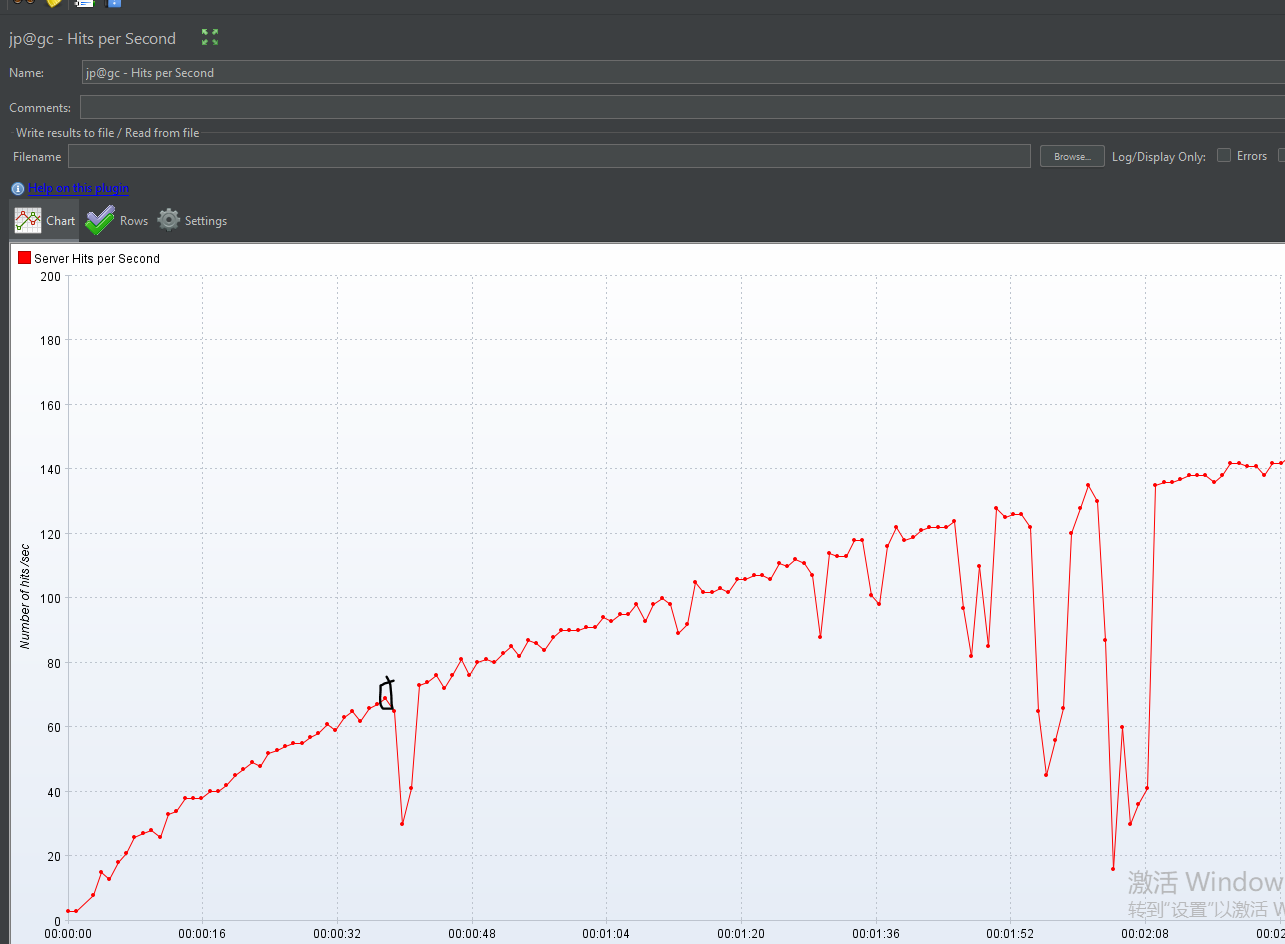 jp@gc - Hits per Second
Name: jp@gc - Hits per Second
Comments:
Write results to file / Read from file
Filename Browse... Log/Display Only: Errors
Help on this plugin
Chart Rows Settings
Server Hits per Second
200
180
160
140
120
100
80
60
40
20
0
Number of hits /sec
00:00:00 00:00:16 00:00:32 00:00:48 00:01:04 00:01:20 00:01:36 00:01:52 00:02:08 00:02
激活 Window
转到"设置"以激活 W